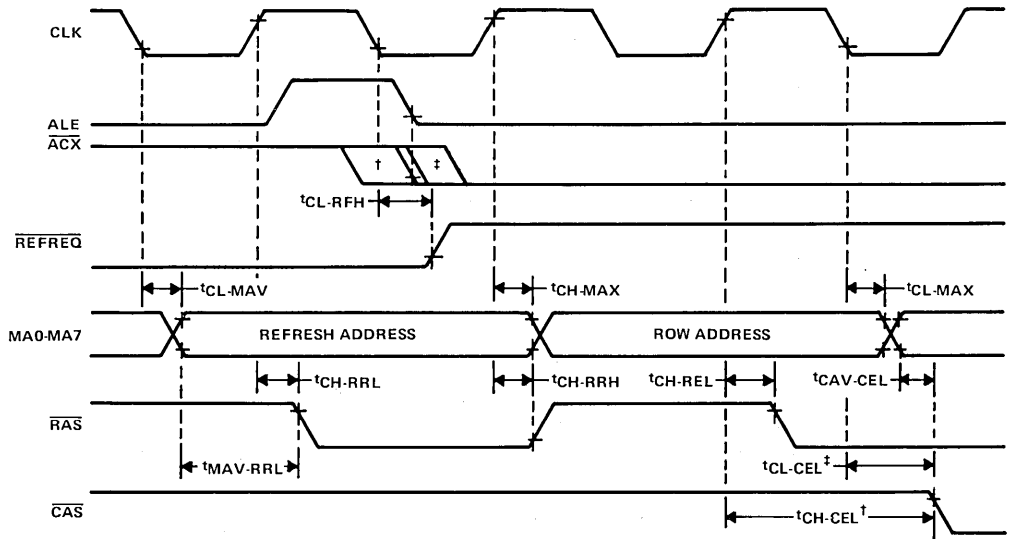 CLK
ALE
ACX
† ‡
tCL-RFH
REFREQ
tCL-MAV tCH-MAX tCL-MAX
MA0-MA7 REFRESH ADDRESS ROW ADDRESS
tCH-RRL tCH-RRH tCH-REL tCAV-CEL
RAS
tMAV-RRL tCL-CEL‡
CAS tCH-CEL†